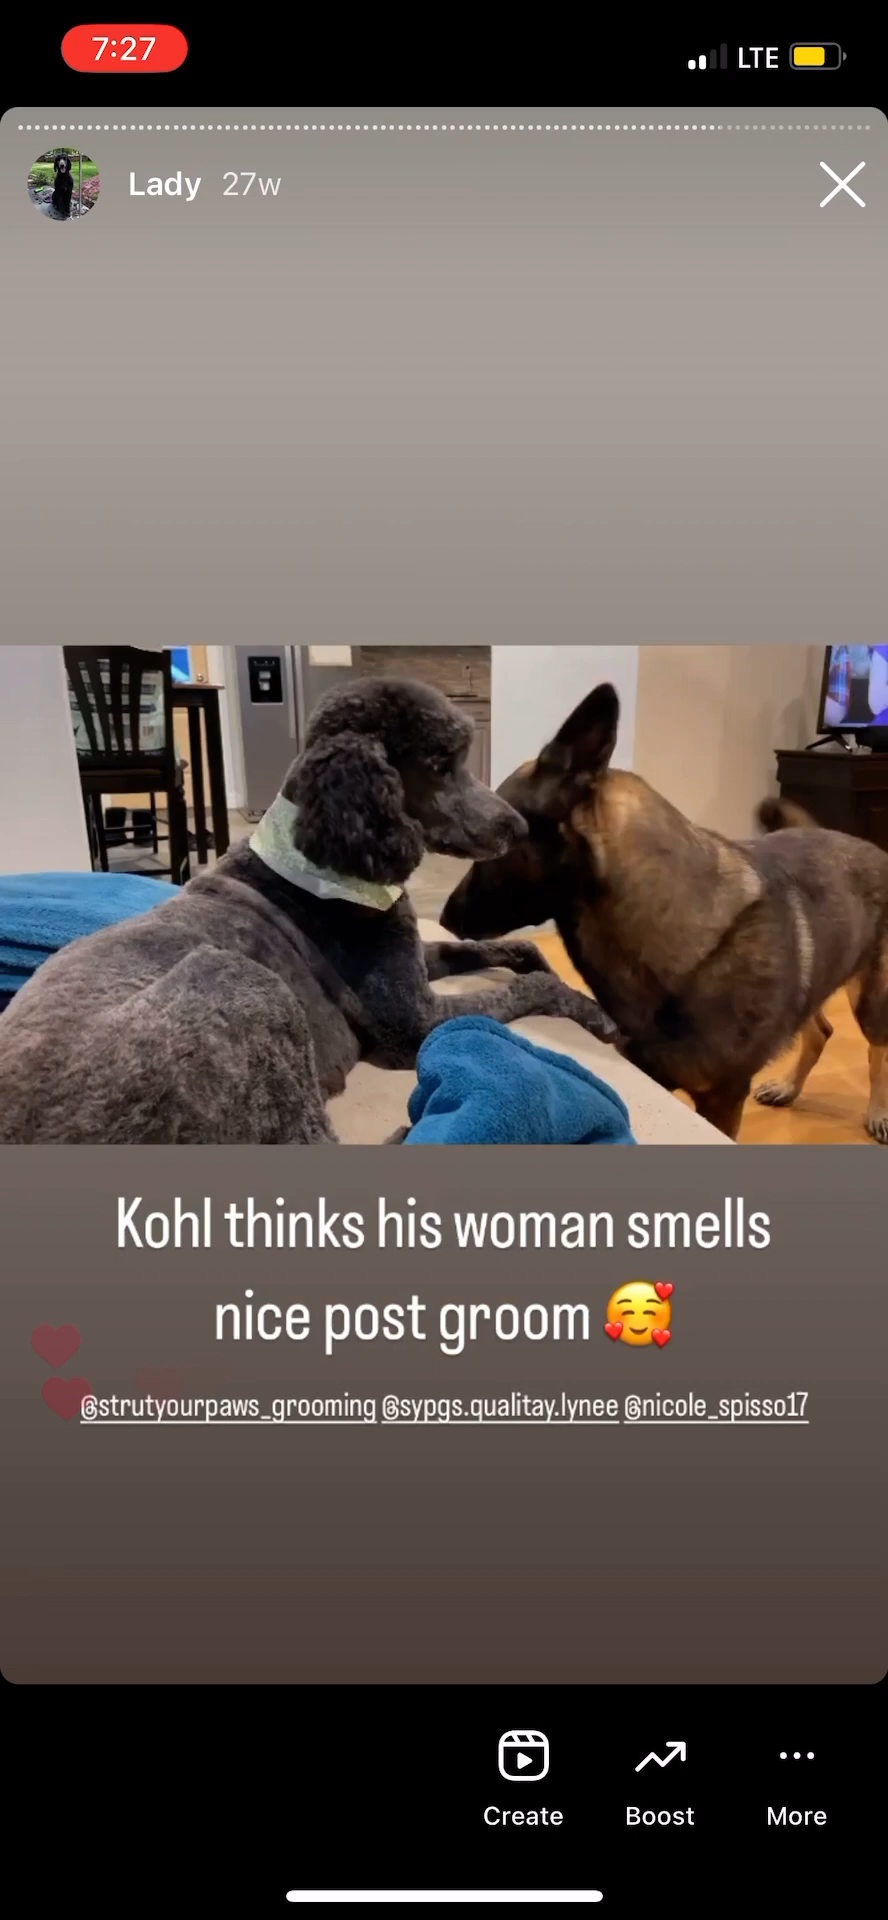 7:27
LTE
Lady 27w
Kohl thinks his woman smells
nice post groom 🥰
@strutyourpaws_grooming @sypgs.qualitay.lynee @nicole_spisso17
Create Boost More